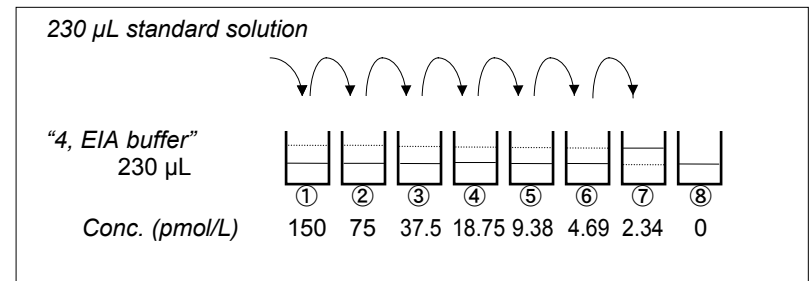 230 µL standard solution
“4, EIA buffer”
230 µL
① ② ③ ④ ⑤ ⑥ ⑦ ⑧
Conc. (pmol/L) 150 75 37.5 18.75 9.38 4.69 2.34 0